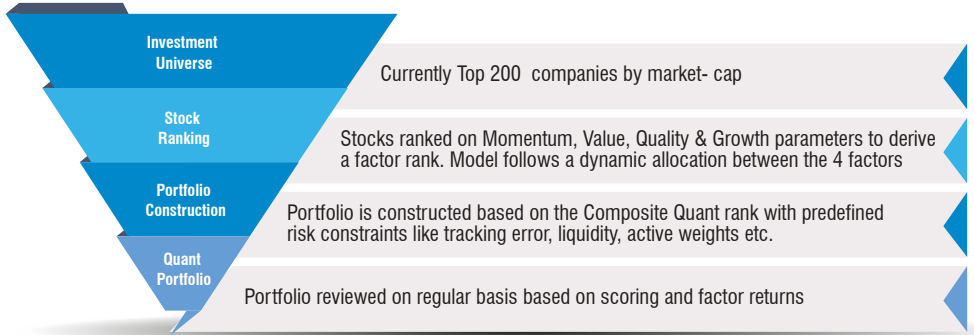 Investment
Universe
Currently Top 200 companies by market- cap
Stock
Ranking
Stocks ranked on Momentum, Value, Quality & Growth parameters to derive
a factor rank. Model follows a dynamic allocation between the 4 factors
Portfolio
Construction
Portfolio is constructed based on the Composite Quant rank with predefined
risk constraints like tracking error, liquidity, active weights etc.
Quant
Portfolio
Portfolio reviewed on regular basis based on scoring and factor returns